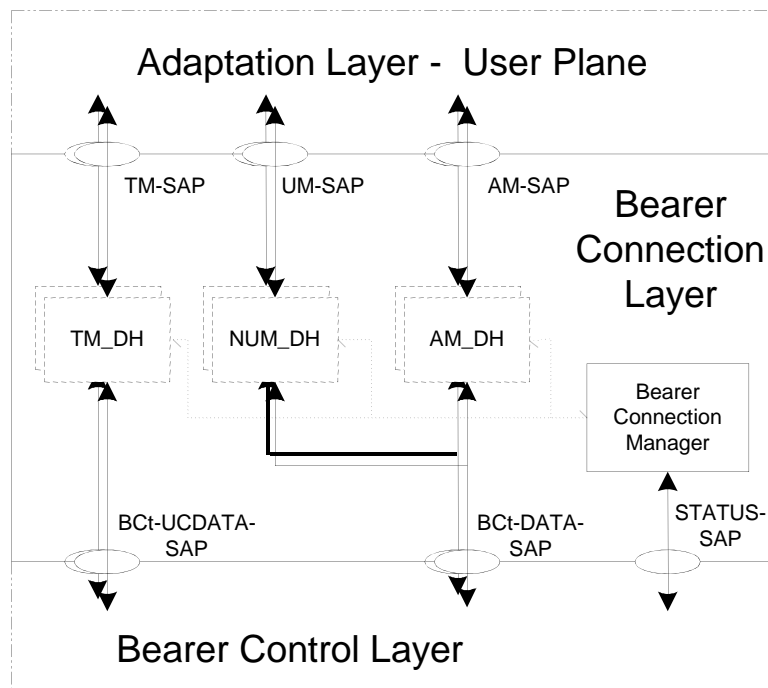 Adaptation Layer - User Plane
TM-SAP
UM-SAP
AM-SAP
Bearer
Connection
Layer
TM_DH
NUM_DH
AM_DH
Bearer
Connection
Manager
BCt-UCDATA-
SAP
BCt-DATA-
SAP
STATUS-
SAP
Bearer Control Layer